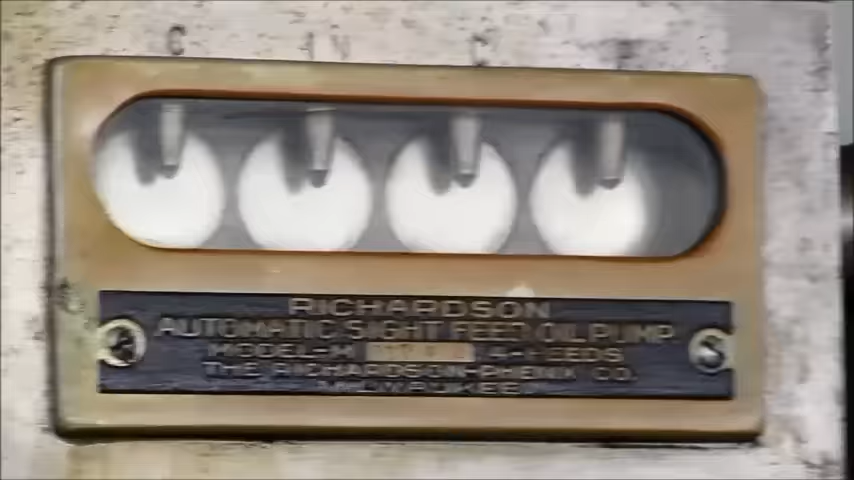 RICHARDSON
AUTOMATIC SIGHT FEED OIL PUMP
MODEL-M 4-FEEDS
THE RICHARDSON-PHENIX CO.
MILWAUKEE